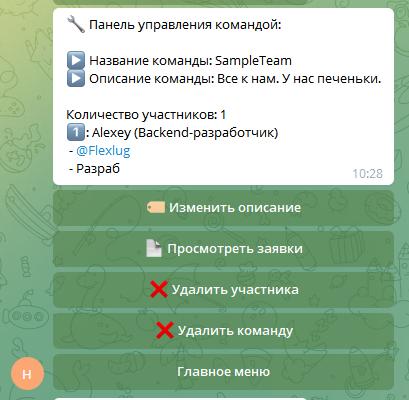 🔧 Панель управления командой:
▶️ Название команды: SampleTeam
▶️ Описание команды: Все к нам. У нас печеньки.
Количество участников: 1
1️⃣: Alexey (Backend-разработчик)
- @Flexlug
- Разраб
10:28
🏷️ Изменить описание
📄 Просмотреть заявки
❌ Удалить участника
❌ Удалить команду
Главное меню
Н